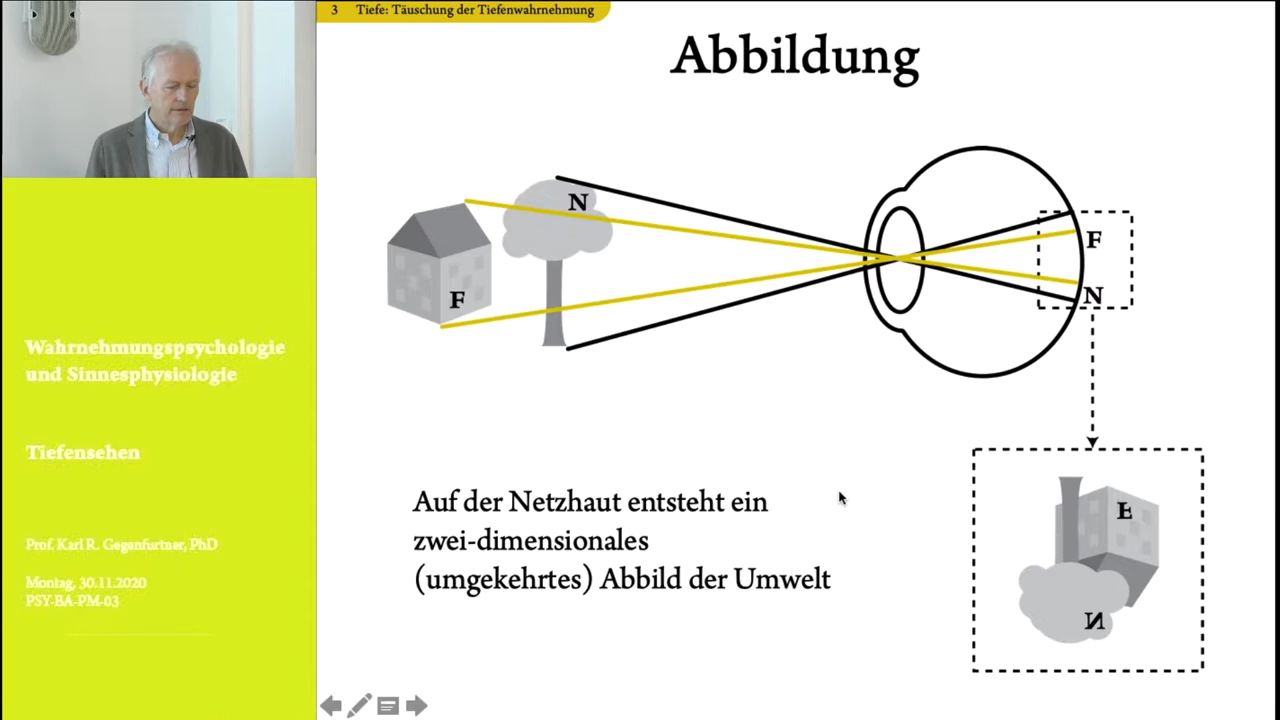 3 Tiefe: Täuschung der Tiefenwahrnehmung
Abbildung
N
F
F
N
Wahrnehmungspsychologie
und Sinnesphysiologie
Tiefensehen
Prof. Karl R. Gegenfurtner, PhD
Montag, 30.11.2020
PSY-BA-PM-03
Auf der Netzhaut entsteht ein
zwei-dimensionales
(umgekehrtes) Abbild der Umwelt
F
N